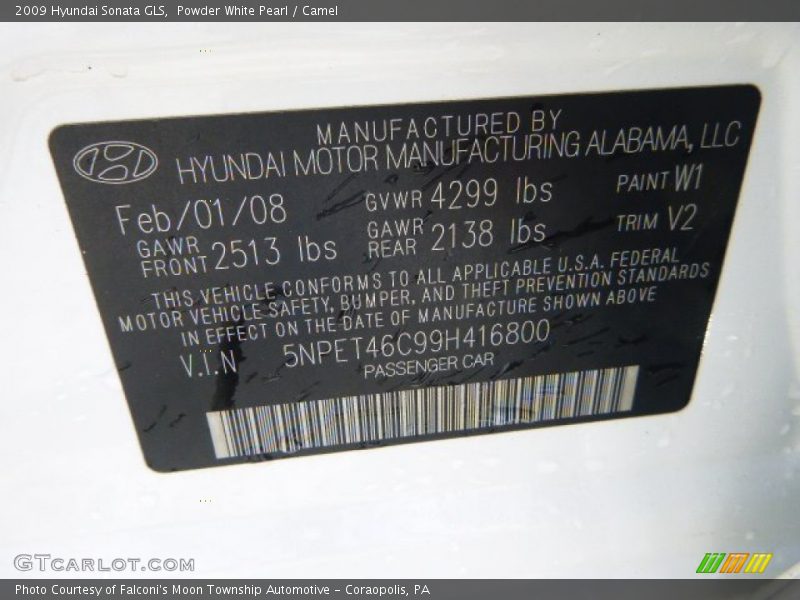 2009 Hyundai Sonata GLS, Powder White Pearl / Camel
MANUFACTURED BY
HYUNDAI MOTOR MANUFACTURING ALABAMA, LLC
Feb/01/08 GVWR 4299 lbs PAINT W1
GAWR FRONT 2513 lbs GAWR REAR 2138 lbs TRIM V2
THIS VEHICLE CONFORMS TO ALL APPLICABLE U.S.A. FEDERAL
MOTOR VEHICLE SAFETY, BUMPER, AND THEFT PREVENTION STANDARDS
IN EFFECT ON THE DATE OF MANUFACTURE SHOWN ABOVE
V.I.N 5NPET46C99H416800
PASSENGER CAR
GTCARLOT.COM
Photo Courtesy of Falconi's Moon Township Automotive - Coraopolis, PA